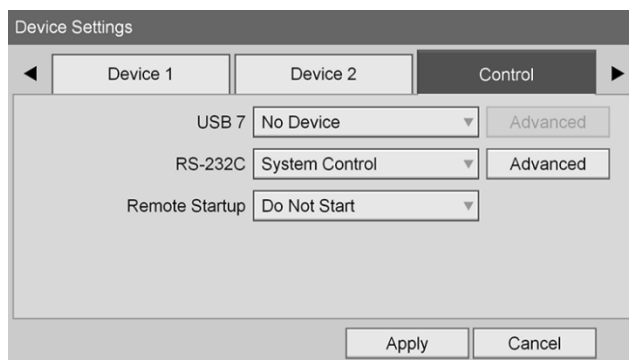 Device Settings
Device 1 Device 2 Control
USB 7 No Device Advanced
RS-232C System Control Advanced
Remote Startup Do Not Start
Apply Cancel